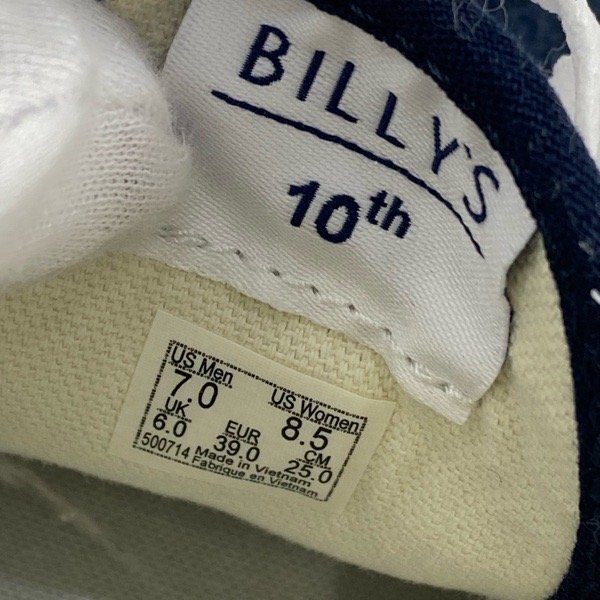 BILLY'S
10th
US Men US Women
7.0 8.5
UK EUR CM
6.0 39.0 25.0
500714 Made in Vietnam
Fabrique en Vietnam